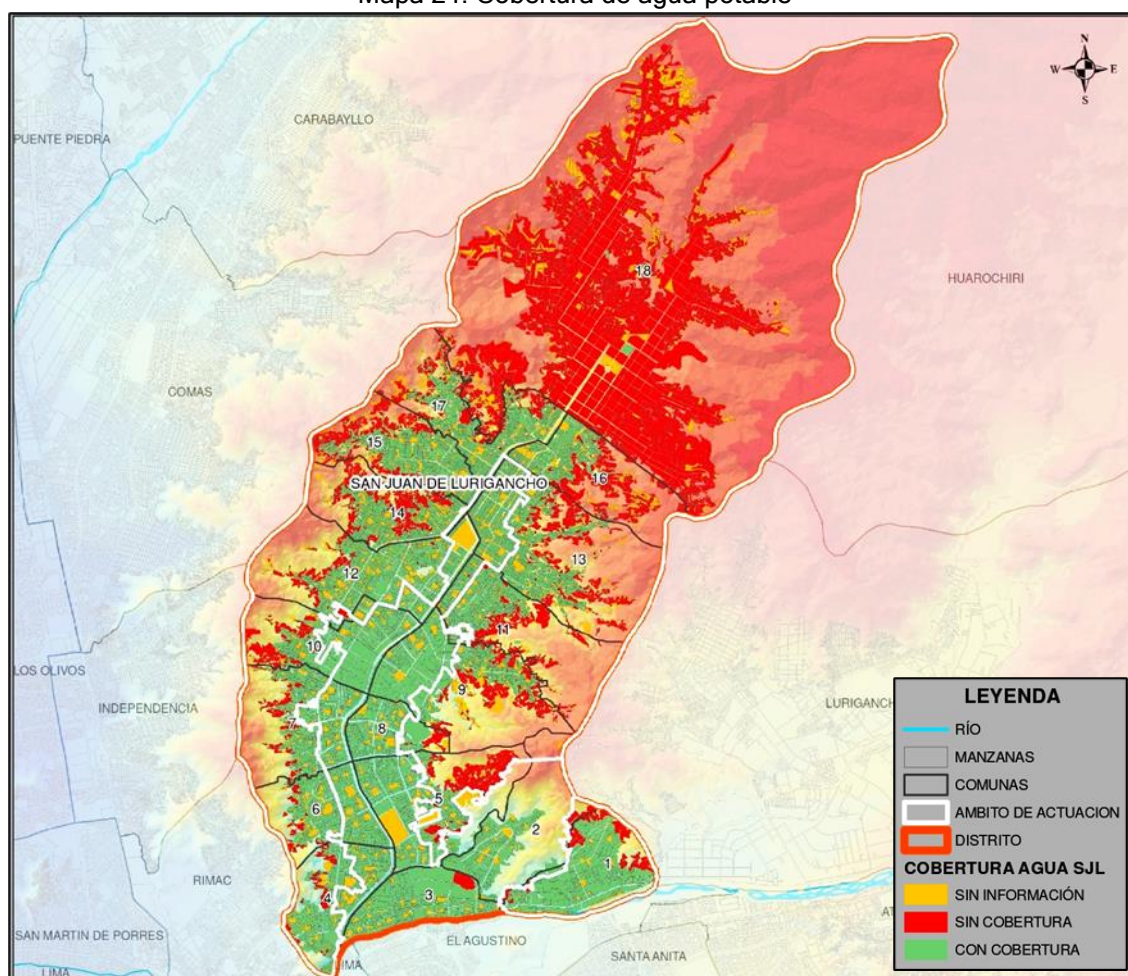 Mapa 24: Cobertura de agua potable
N
W
E
S
CARABAYLLO
PUENTE PIEDRA
18
HUAROCHIRI
COMAS
17
15
SAN JUAN DE LURIGANCHO
16
14
13
12
11
10
LOS OLIVOS
9
INDEPENDENCIA
LURIGANCH
7
8
5
6
2
1
RIMAC
4
3
SAN MARTIN DE PORRES
EL AGUSTINO
SANTA ANITA
LIMA
LIMA
LEYENDA
RÍO
MANZANAS
COMUNAS
AMBITO DE ACTUACION
DISTRITO
COBERTURA AGUA SJL
SIN INFORMACIÓN
SIN COBERTURA
CON COBERTURA